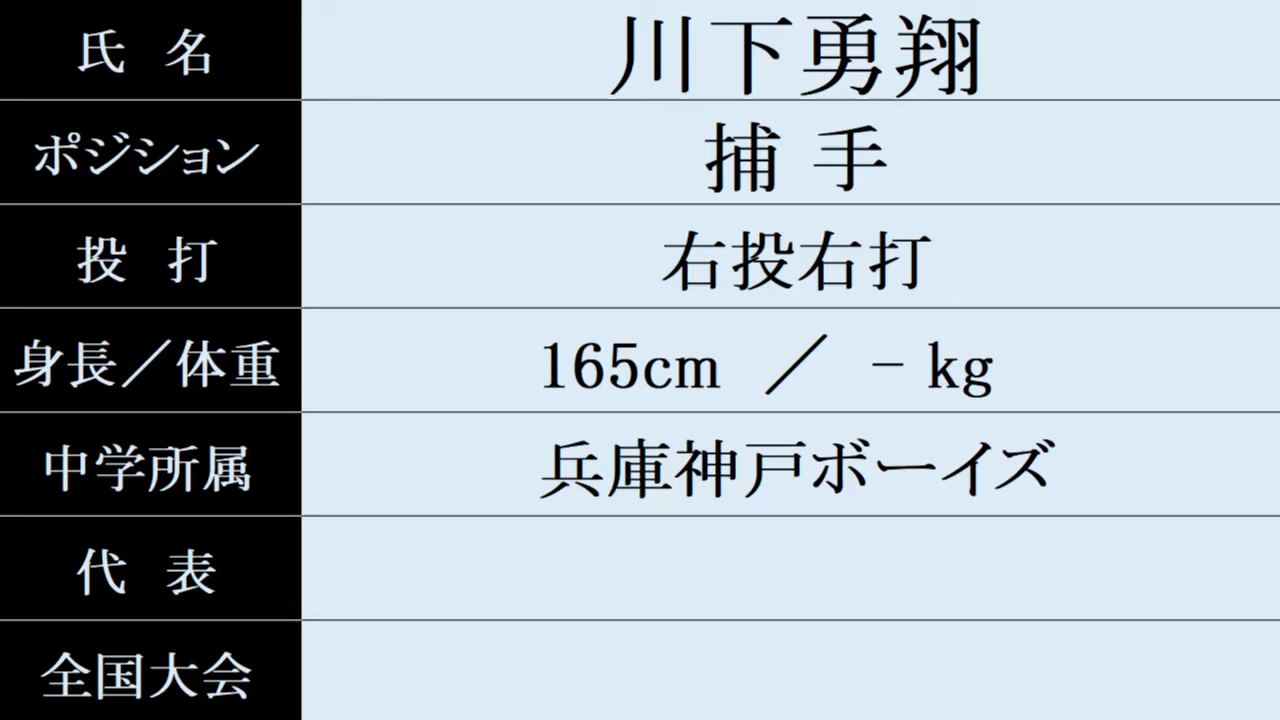 氏 名 川下勇翔
ポジション 捕 手
投 打 右投右打
身長／体重 165cm ／ - kg
中学所属 兵庫神戸ボーイズ
代 表
全国大会